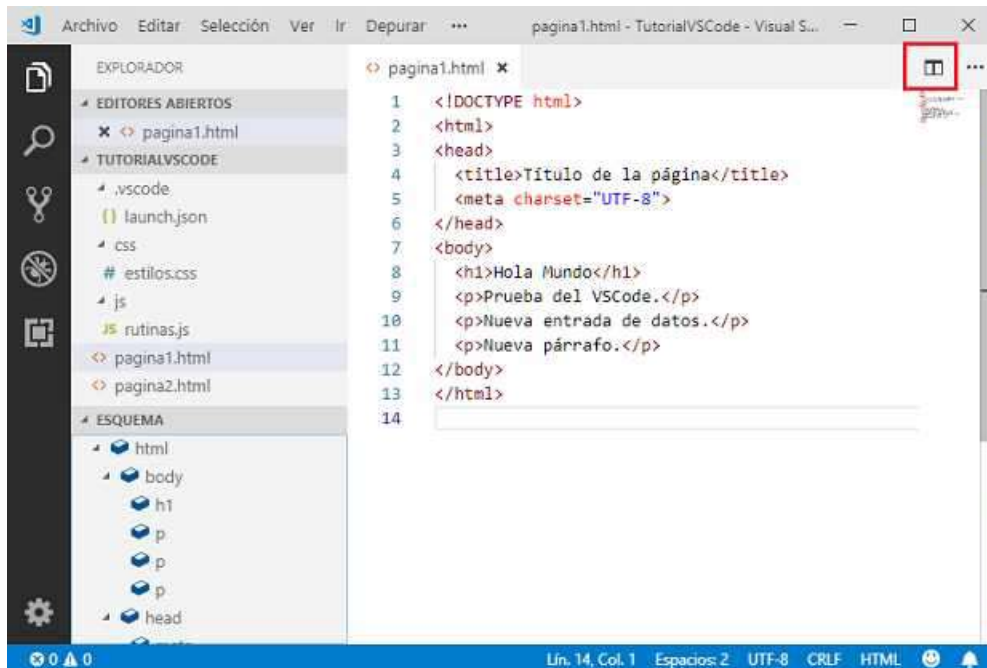 Archivo Editar Selección Ver Ir Depurar ••• pagina1.html - TutorialVSCode - Visual S...
EXPLORADOR
EDITORES ABIERTOS
pagina1.html
TUTORIALVSCODE
.vscode
{} launch.json
css
# estilos.css
js
JS rutinas.js
<> pagina1.html
<> pagina2.html
ESQUEMA
html
body
h1
p
p
p
head
<> pagina1.html
1 <!DOCTYPE html>
2 <html>
3 <head>
4 <title>Título de la página</title>
5 <meta charset="UTF-8">
6 </head>
7 <body>
8 <h1>Hola Mundo</h1>
9 <p>Prueba del VSCode.</p>
10 <p>Nueva entrada de datos.</p>
11 <p>Nueva párrafo.</p>
12 </body>
13 </html>
14
0 0 Lín. 14, Col. 1 Espacios: 2 UTF-8 CRLF HTML